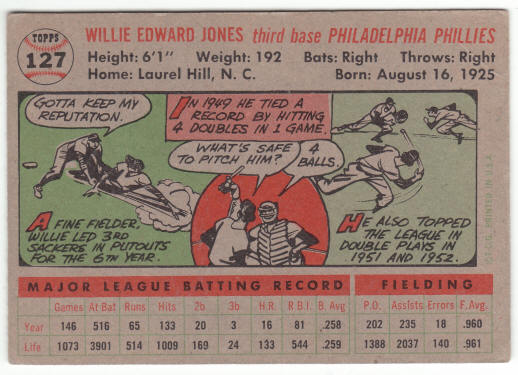 TOPPS
127
WILLIE EDWARD JONES third base PHILADELPHIA PHILLIES
Height: 6'1" Weight: 192 Bats: Right Throws: Right
Home: Laurel Hill, N. C. Born: August 16, 1925
GOTTA KEEP MY
REPUTATION.
A FINE FIELDER,
WILLIE LED 3RD
SACKERS IN PUTOUTS FOR
THE 6TH YEAR.
IN 1949 HE TIED A
RECORD BY HITTING
4 DOUBLES IN 1 GAME.
WHAT'S SAFE
TO PITCH HIM?
4
BALLS.
HE ALSO TOPPED
THE LEAGUE IN
DOUBLE PLAYS IN
1951 AND 1952.
PRINTED IN U.S.A.
MAJOR LEAGUE BATTING RECORD FIELDING
Games At Bat Runs Hits 2b 3b H.R. R.B.I. B. Avg P.O. Assists Errors F. Avg.
Year 146 516 65 133 20 3 16 81 .258 202 235 18 .960
Life 1073 3901 514 1009 169 24 133 544 .259 1388 2037 140 .961